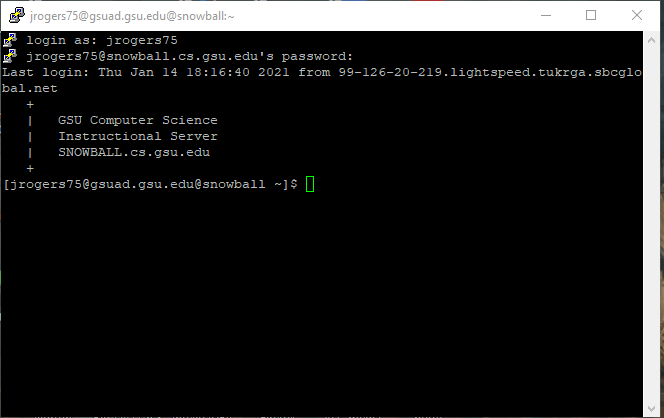 jrogers75@gsuad.gsu.edu@snowball:~
login as: jrogers75
jrogers75@snowball.cs.gsu.edu's password:
Last login: Thu Jan 14 18:16:40 2021 from 99-126-20-219.lightspeed.tukrga.sbcglo
bal.net
+
| GSU Computer Science
| Instructional Server
| SNOWBALL.cs.gsu.edu
+
[jrogers75@gsuad.gsu.edu@snowball ~]$